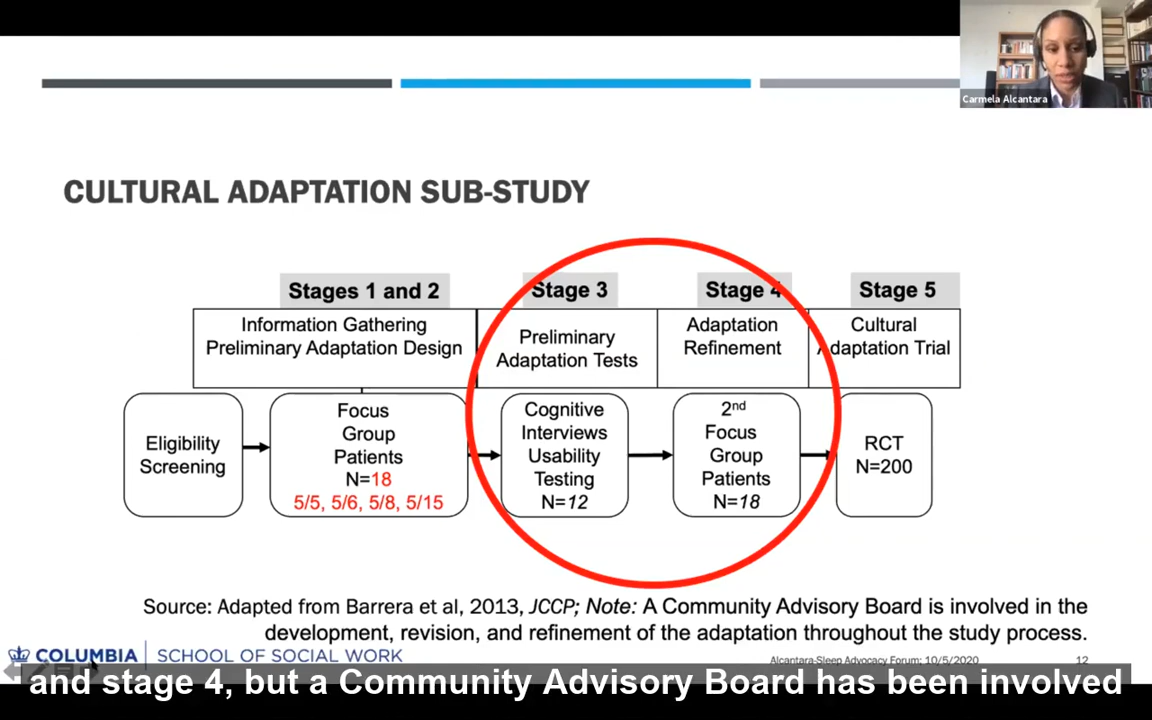 Carmela Alcantara
CULTURAL ADAPTATION SUB-STUDY
Stages 1 and 2
Stage 3
Stage 4
Stage 5
Information Gathering
Preliminary Adaptation Design
Preliminary
Adaptation Tests
Adaptation
Refinement
Cultural
Adaptation Trial
Eligibility
Screening
Focus
Group
Patients
N=18
5/5, 5/6, 5/8, 5/15
Cognitive
Interviews
Usability
Testing
N=12
2nd
Focus
Group
Patients
N=18
RCT
N=200
Source: Adapted from Barrera et al, 2013, JCCP; Note: A Community Advisory Board is involved in the
development, revision, and refinement of the adaptation throughout the study process.
COLUMBIA SCHOOL OF SOCIAL WORK
Alcantara-Sleep Advocacy Forum; 10/5/2020
12
and stage 4, but a Community Advisory Board has been involved